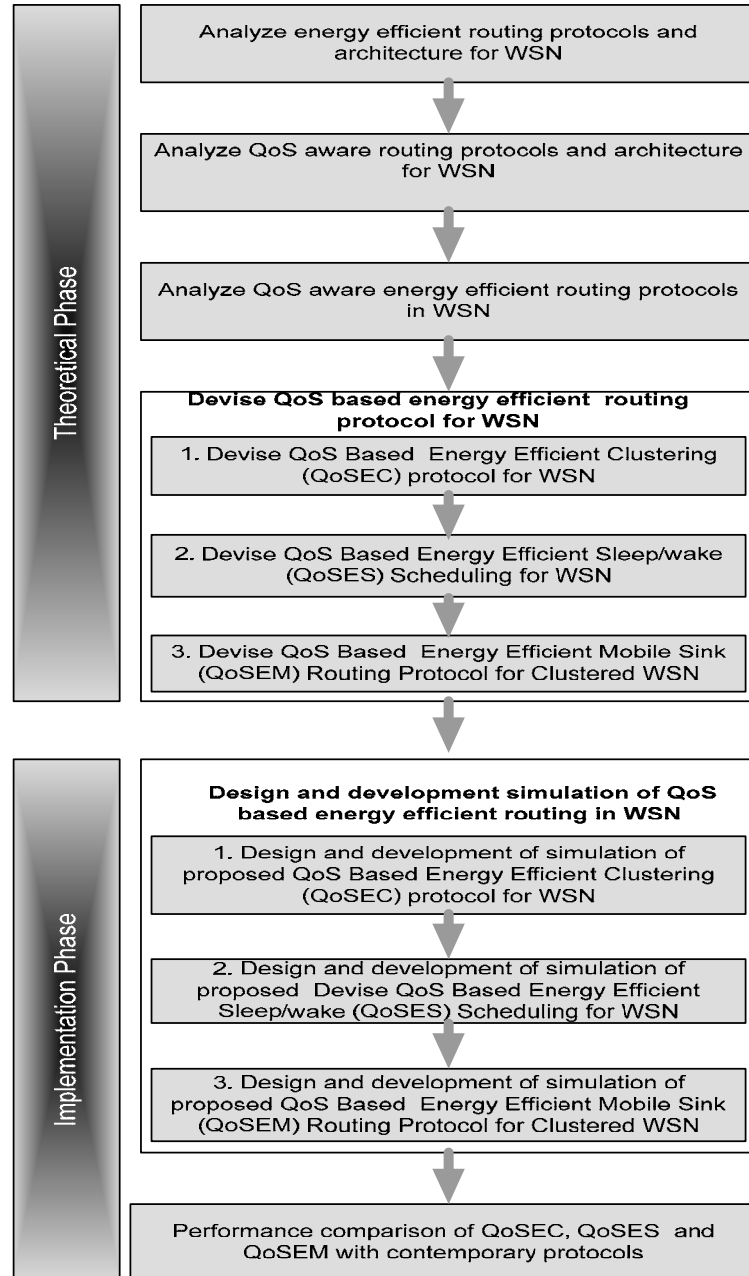 Analyze energy efficient routing protocols and
architecture for WSN
Analyze QoS aware routing protocols and architecture
for WSN
Analyze QoS aware energy efficient routing protocols
in WSN
Theoretical Phase
Devise QoS based energy efficient routing
protocol for WSN
1. Devise QoS Based Energy Efficient Clustering
(QoSEC) protocol for WSN
2. Devise QoS Based Energy Efficient Sleep/wake
(QoSES) Scheduling for WSN
3. Devise QoS Based Energy Efficient Mobile Sink
(QoSEM) Routing Protocol for Clustered WSN
Implementation Phase
Design and development simulation of QoS
based energy efficient routing in WSN
1. Design and development of simulation of
proposed QoS Based Energy Efficient Clustering
(QoSEC) protocol for WSN
2. Design and development of simulation of
proposed Devise QoS Based Energy Efficient
Sleep/wake (QoSES) Scheduling for WSN
3. Design and development of simulation of
proposed QoS Based Energy Efficient Mobile Sink
(QoSEM) Routing Protocol for Clustered WSN
Performance comparison of QoSEC, QoSES and
QoSEM with contemporary protocols